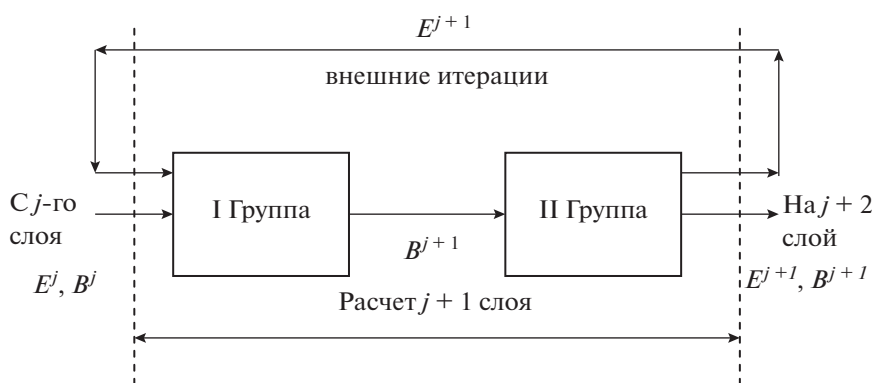 E^{j + 1}
внешние итерации
С j-го
слоя
I Группа
II Группа
На j + 2
слой
B^{j + 1}
E^j, B^j
E^{j+1}, B^{j+1}
Расчет j + 1 слоя